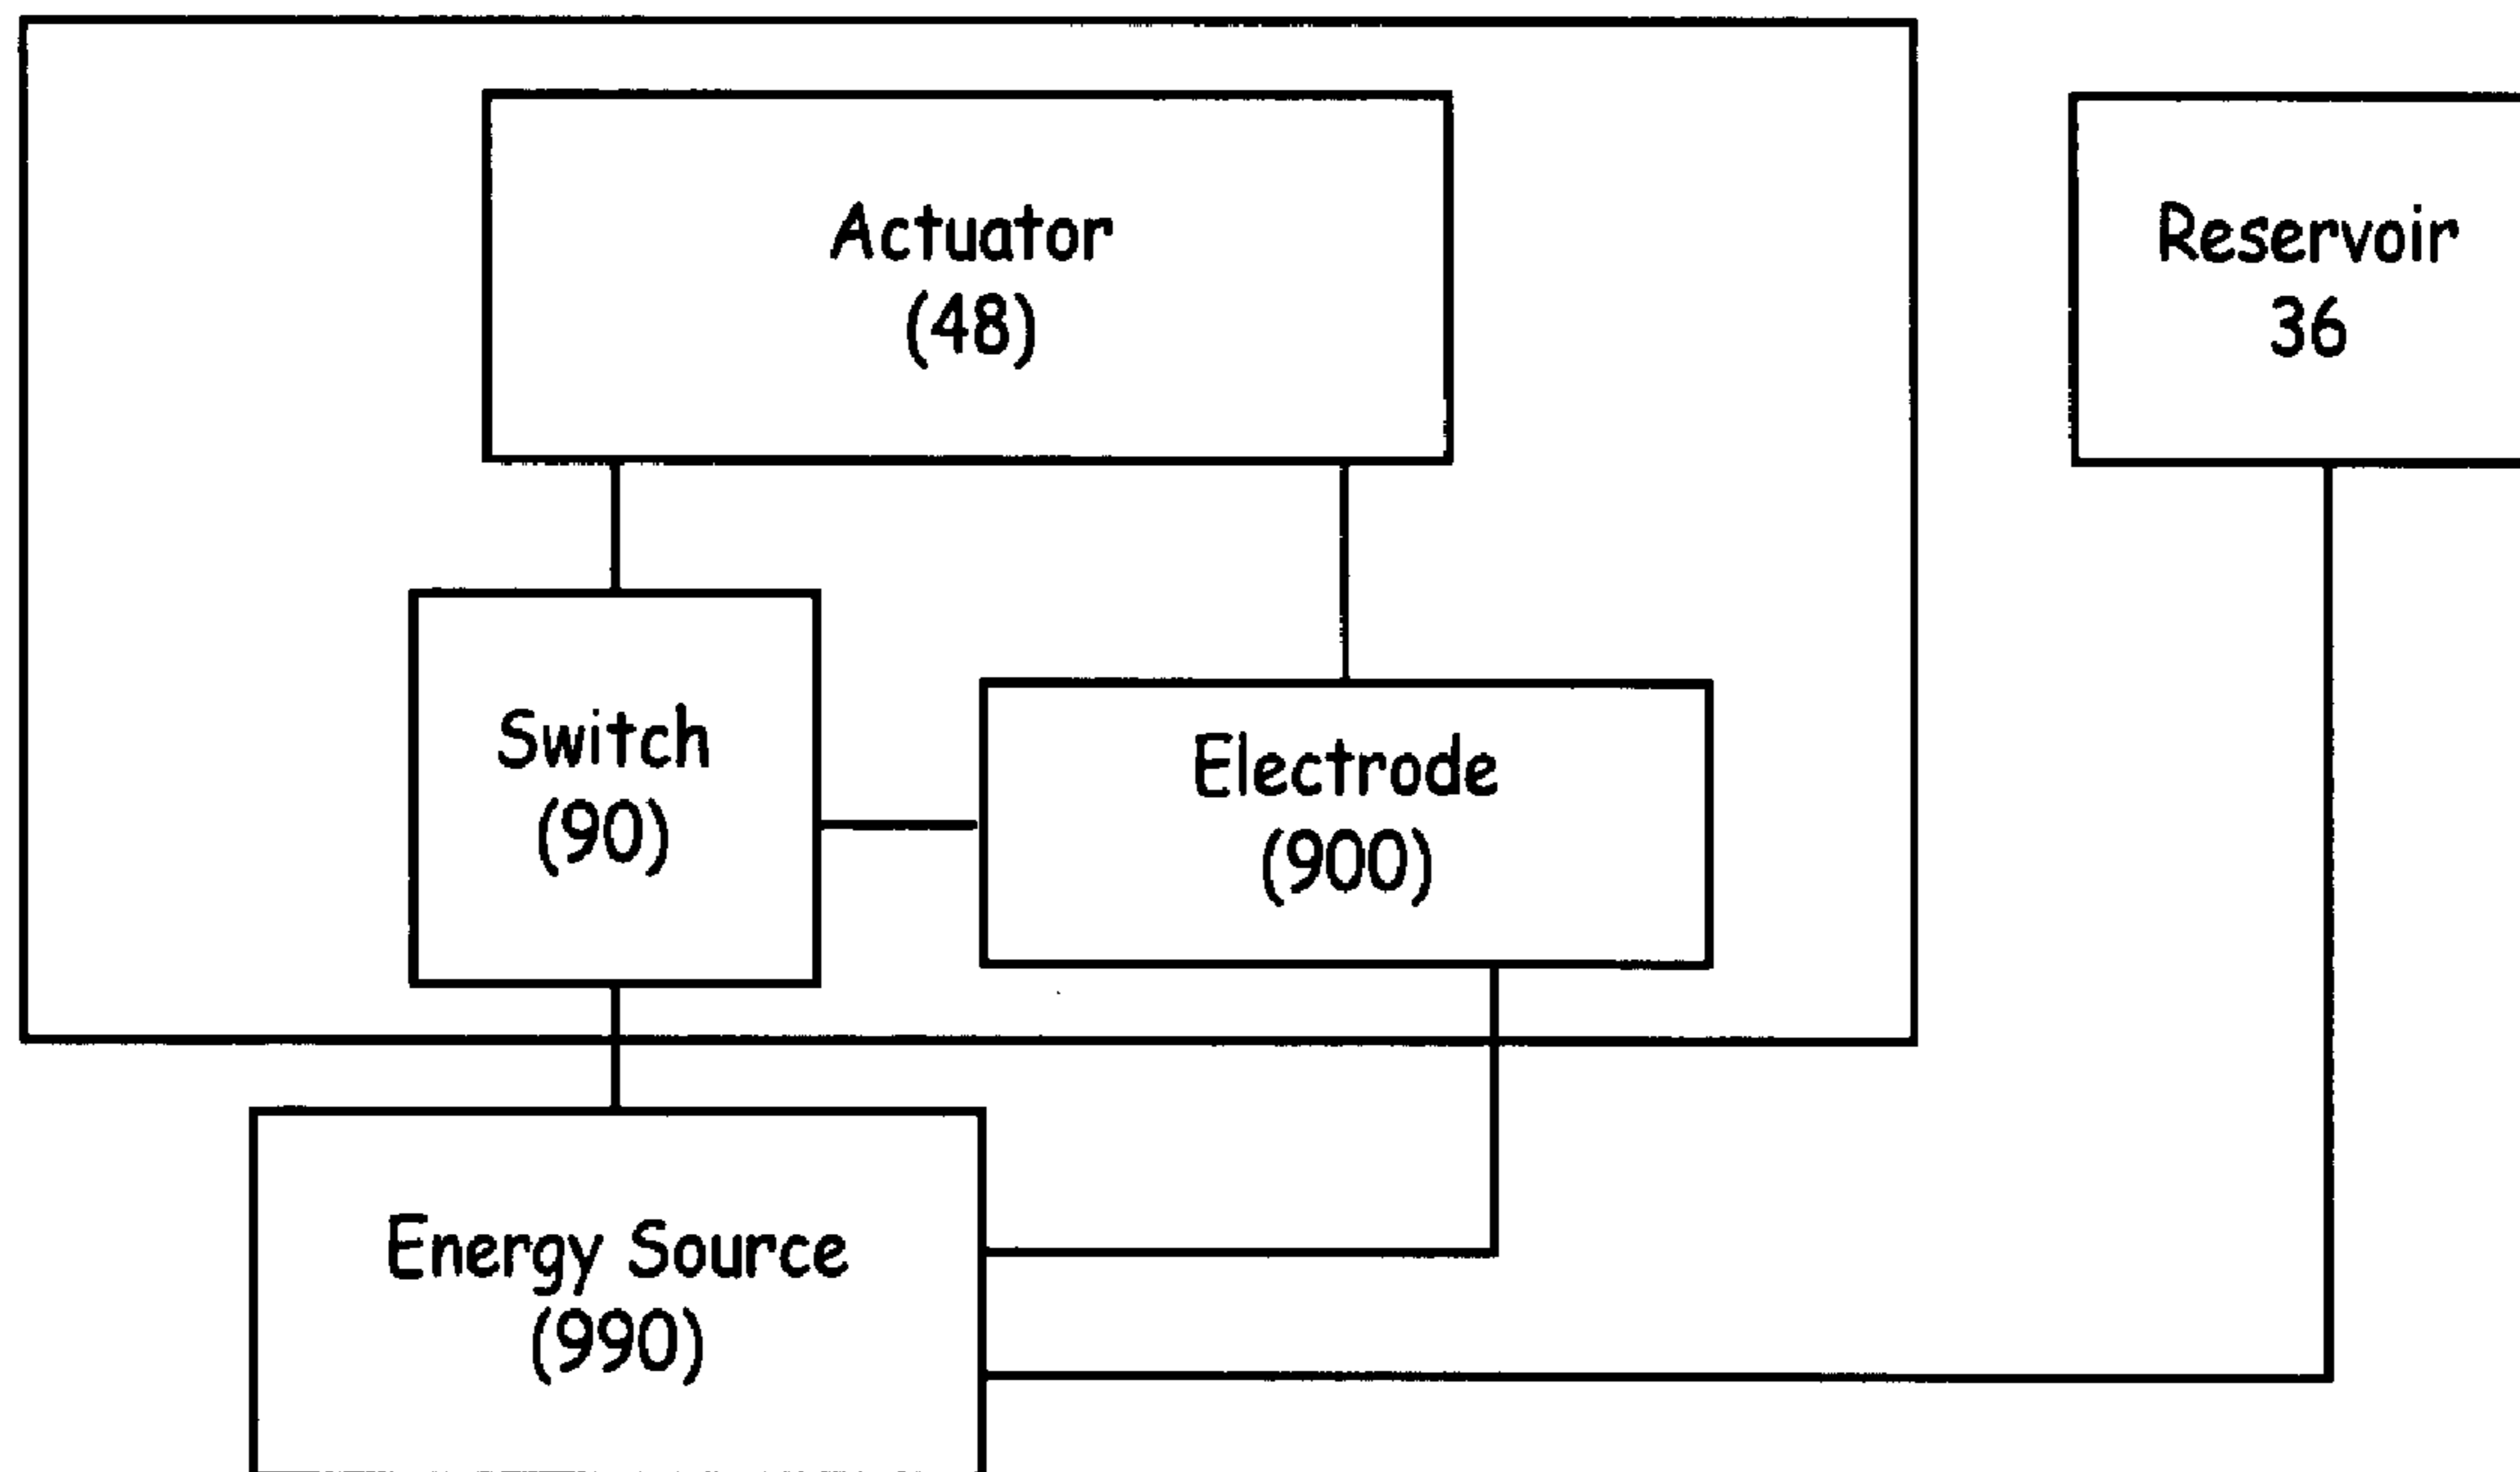 Actuator
(48)
Reservoir
36
Switch
(90)
Electrode
(900)
Energy Source
(990)